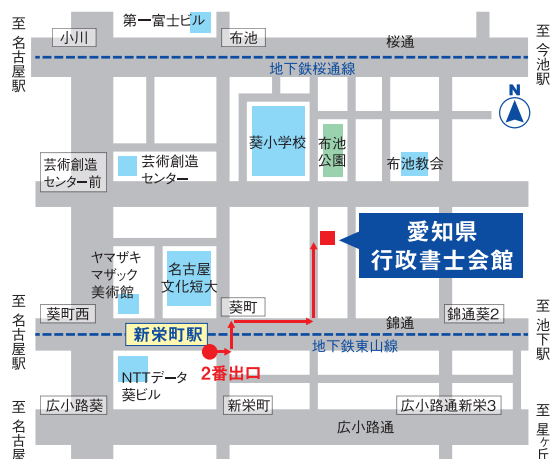 第一富士ビル
至 名古屋駅
小川
布池
桜通
至 今池駅
地下鉄桜通線
N
葵小学校
布池
公園
芸術創造
センター前
芸術創造
センター
布池教会
愛知県
行政書士会館
ヤマザキ
マザック
美術館
名古屋
文化短大
至 名古屋駅
葵町西
葵町
錦通
錦通葵2
至 池下駅
新栄町駅
地下鉄東山線
2番出口
NTTデータ
葵ビル
至 名古屋
広小路葵
新栄町
広小路通新栄3
広小路通
至 星ヶ丘